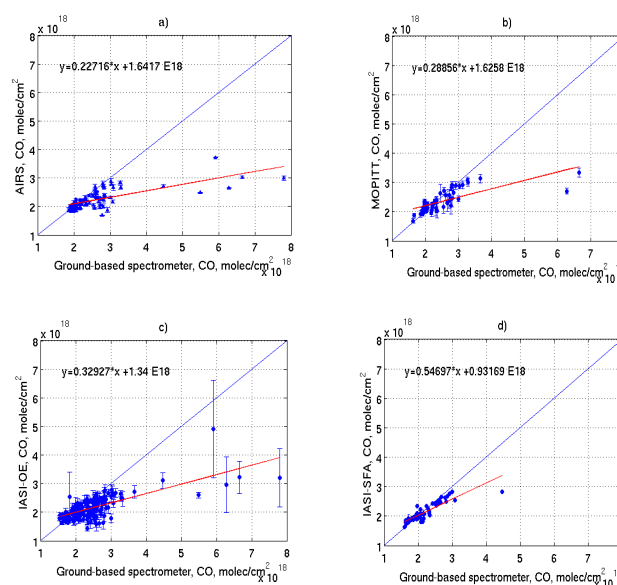 a)
x 10^18
y=0.22716*x +1.6417 E18
AIRS, CO, molec/cm^2
8
7
6
5
4
3
2
1
1 2 3 4 5 6 7 8
Ground-based spectrometer, CO, molec/cm^2 x 10^18
b)
x 10^18
y=0.28856*x +1.6258 E18
MOPITT, CO, molec/cm^2
8
7
6
5
4
3
2
1
1 2 3 4 5 6 7
Ground-based spectrometer, CO, molec/cm^2 x 10^18
c)
x 10^18
y=0.32927*x +1.34 E18
IASI-OE, CO, molec/cm^2
8
7
6
5
4
3
2
1
1 2 3 4 5 6 7 8
Ground-based spectrometer, CO, molec/cm^2 x 10^18
d)
x 10^18
y=0.54697*x +0.93169 E18
IASI-SFA, CO, molec/cm^2
8
7
6
5
4
3
2
1
1 2 3 4 5 6 7
Ground-based spectrometer, CO, molec/cm^2 x 10^18